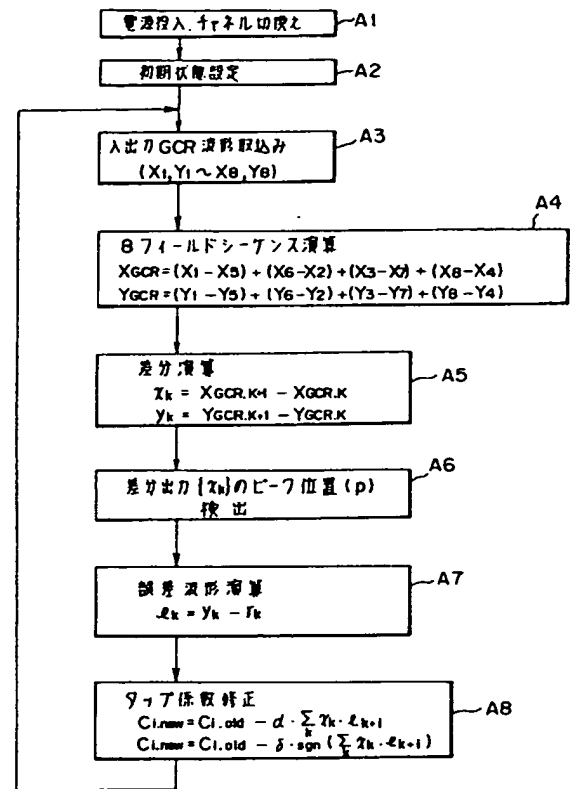 電源投入.チャネル切換え
A1
初期状態設定
A2
入出力GCR波形取込み
(X1,Y1~X8,Y8)
A3
8フィールドシーケンス演算
XGCR=(X1-X5)+(X6-X2)+(X3-X7)+(X8-X4)
YGCR=(Y1-Y5)+(Y6-Y2)+(Y3-Y7)+(Y8-Y4)
A4
差分演算
xk = XGCR.K+1 - XGCR.K
yk = YGCR.K+1 - YGCR.K
A5
差分出力{xk}のピーク位置(p)
検出
A6
誤差波形演算
ek = yk - rk
A7
タップ係数修正
Ci.new=Ci.old - α・Σk xk・ek+i
Ci.new=Ci.old - δ・sgn(Σk xk・ek+i)
A8